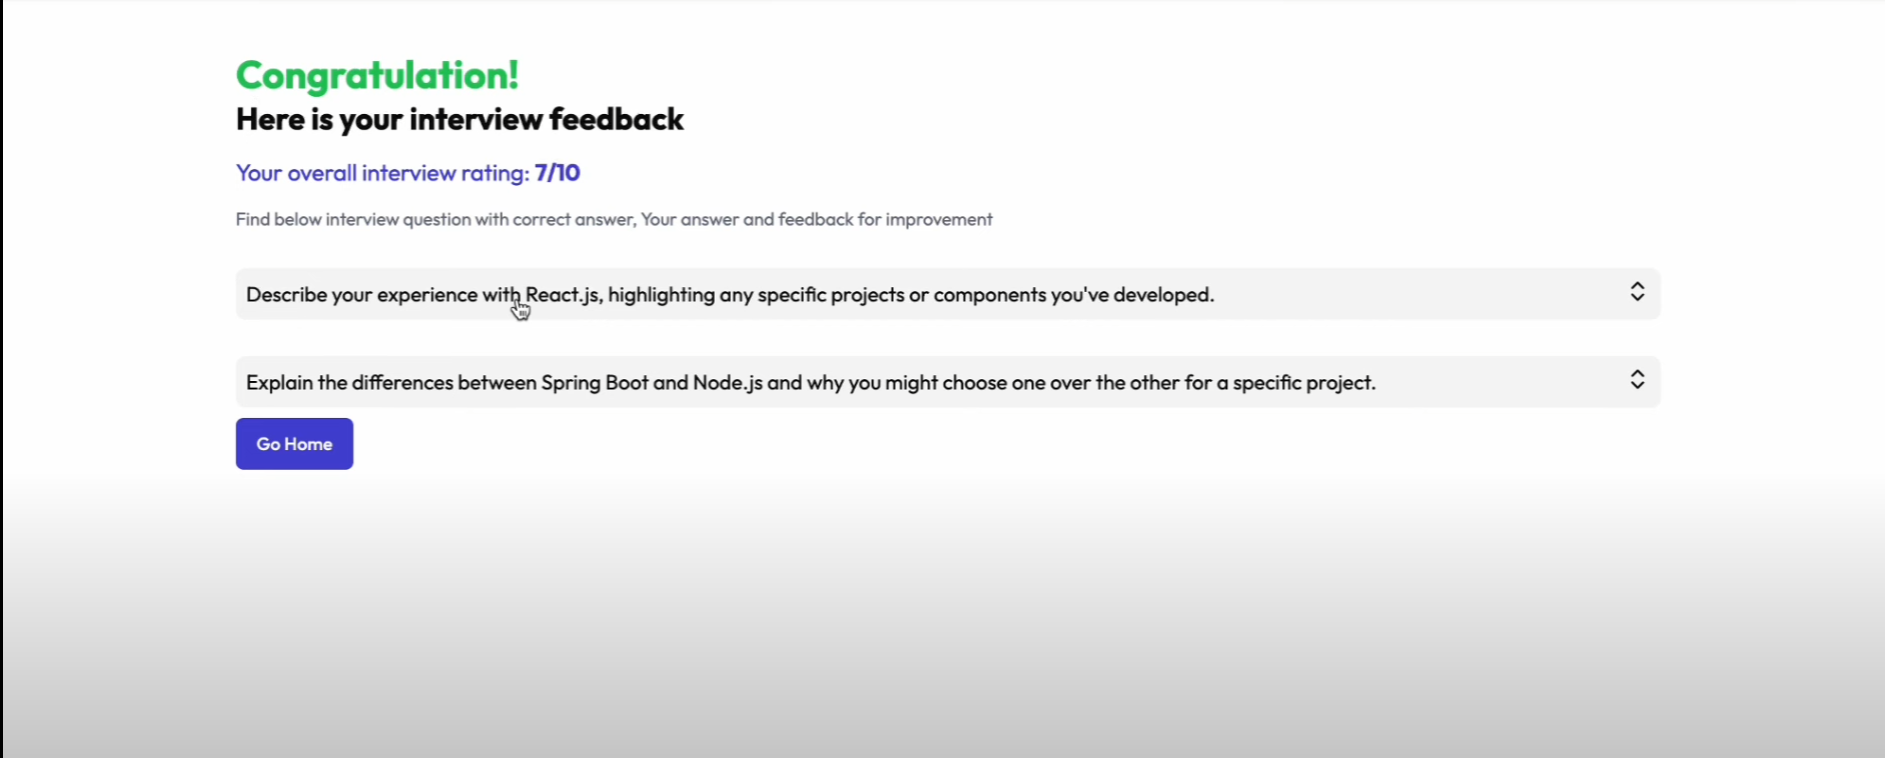 Congratulation!
Here is your interview feedback
Your overall interview rating: 7/10
Find below interview question with correct answer, Your answer and feedback for improvement
Describe your experience with React.js, highlighting any specific projects or components you've developed.
Explain the differences between Spring Boot and Node.js and why you might choose one over the other for a specific project.
Go Home